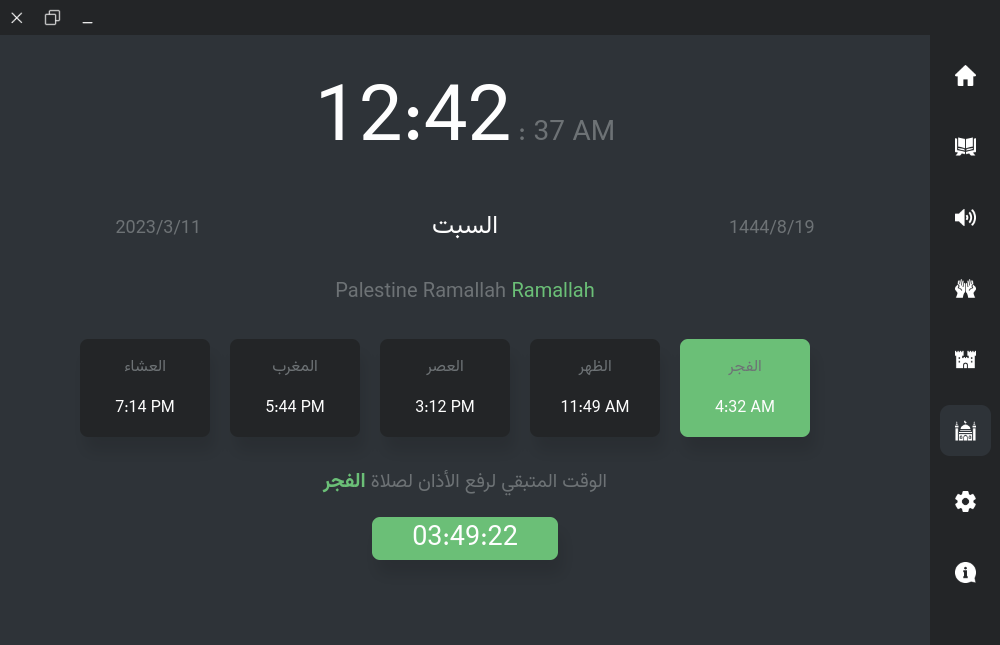 12:42 : 37 AM
1444/8/19 السبت 2023/3/11
Palestine Ramallah Ramallah
الفجر الظهر العصر المغرب العشاء
4:32 AM 11:49 AM 3:12 PM 5:44 PM 7:14 PM
الوقت المتبقي لرفع الأذان لصلاة الفجر
03:49:22